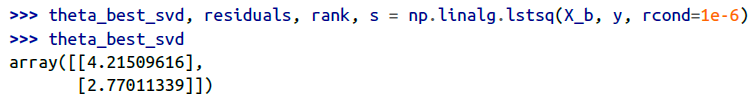 >>> theta_best_svd, residuals, rank, s = np.linalg.lstsq(X_b, y, rcond=1e-6)
>>> theta_best_svd
array([[4.21509616],
       [2.77011339]])